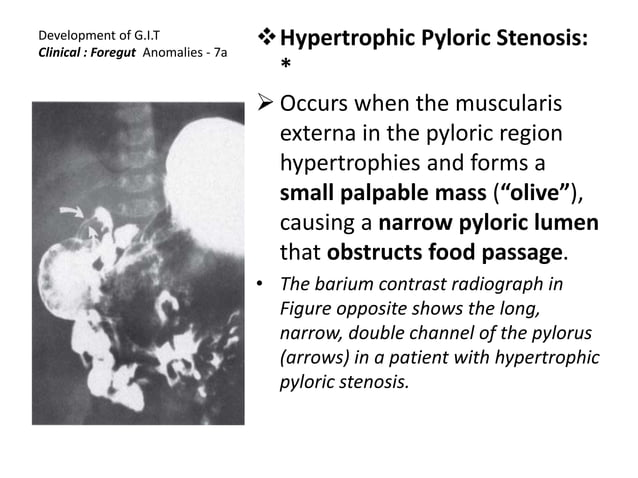 Development of G.I.T
Clinical : Foregut Anomalies - 7a
❖Hypertrophic Pyloric Stenosis:
*
➢ Occurs when the muscularis
externa in the pyloric region
hypertrophies and forms a
small palpable mass (“olive”),
causing a narrow pyloric lumen
that obstructs food passage.
• The barium contrast radiograph in
Figure opposite shows the long,
narrow, double channel of the pylorus
(arrows) in a patient with hypertrophic
pyloric stenosis.